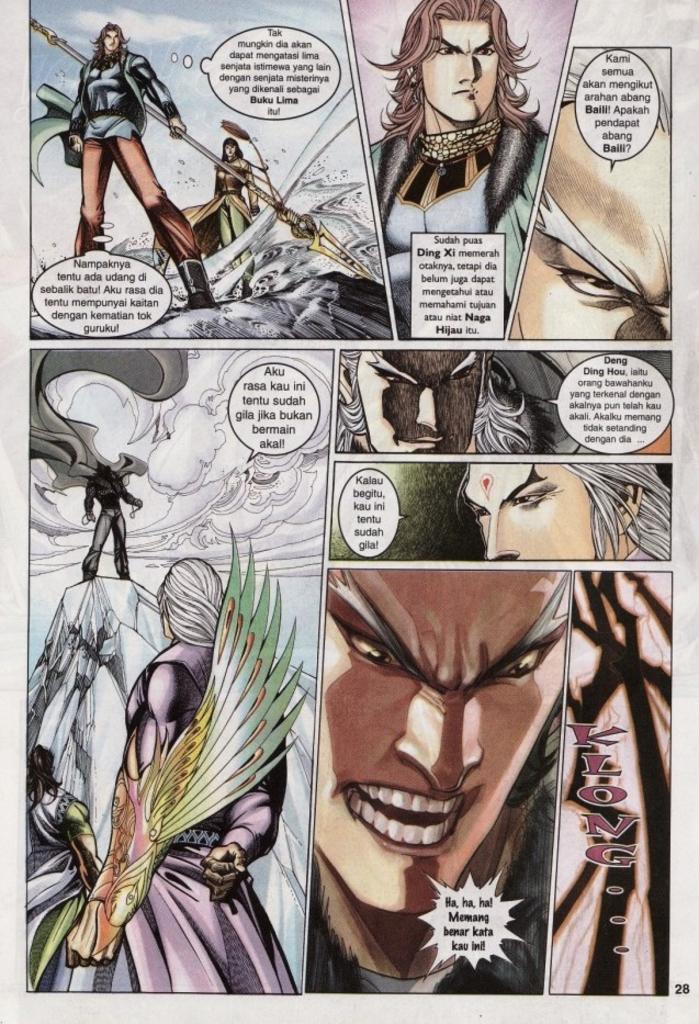 Tak
mungkin dia akan
dapat mengatasi lima
senjata istimewa yang lain
dengan senjata misterinya
yang dikenali sebagai
Buku Lima
itu!
Nampaknya
tentu ada udang di
sebalik batu! Aku rasa dia
tentu mempunyai kaitan
dengan kematian tok
guruku!
Sudah puas
Ding Xi memerah
otaknya, tetapi dia
belum juga dapat
mengetahui atau
memahami tujuan
atau niat Naga
Hijau itu.
Kami
semua
akan mengikut
arahan abang
Baili! Apakah
pendapat
abang
Baili?
Aku
rasa kau ini
tentu sudah
gila jika bukan
bermain
akal!
Deng
Ding Hou, iaitu
orang bawahanku
yang terkenal dengan
akalnya pun telah kau
akali. Akalku memang
tidak setanding
dengan dia ...
Kalau
begitu,
kau ini
tentu
sudah
gila!
Ha, ha, ha!
Memang
benar kata
kau ini!
KLONG...
28